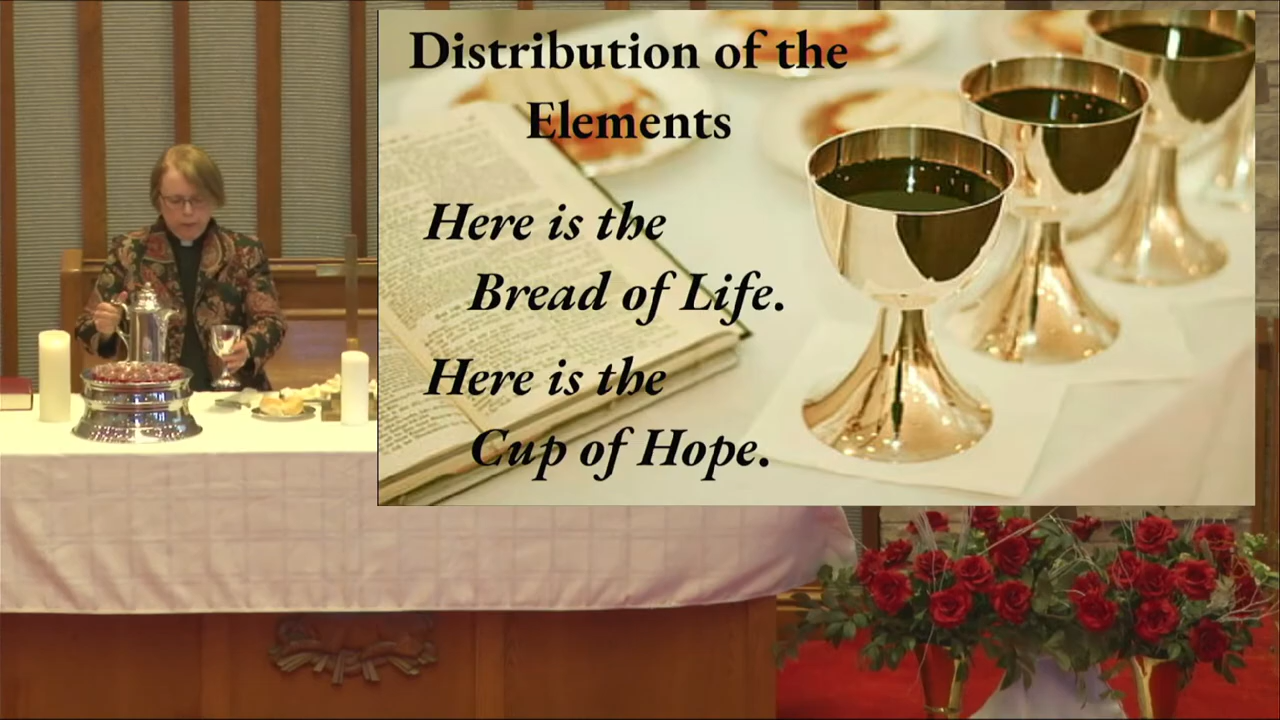 Distribution of the
Elements
Here is the
Bread of Life.
Here is the
Cup of Hope.